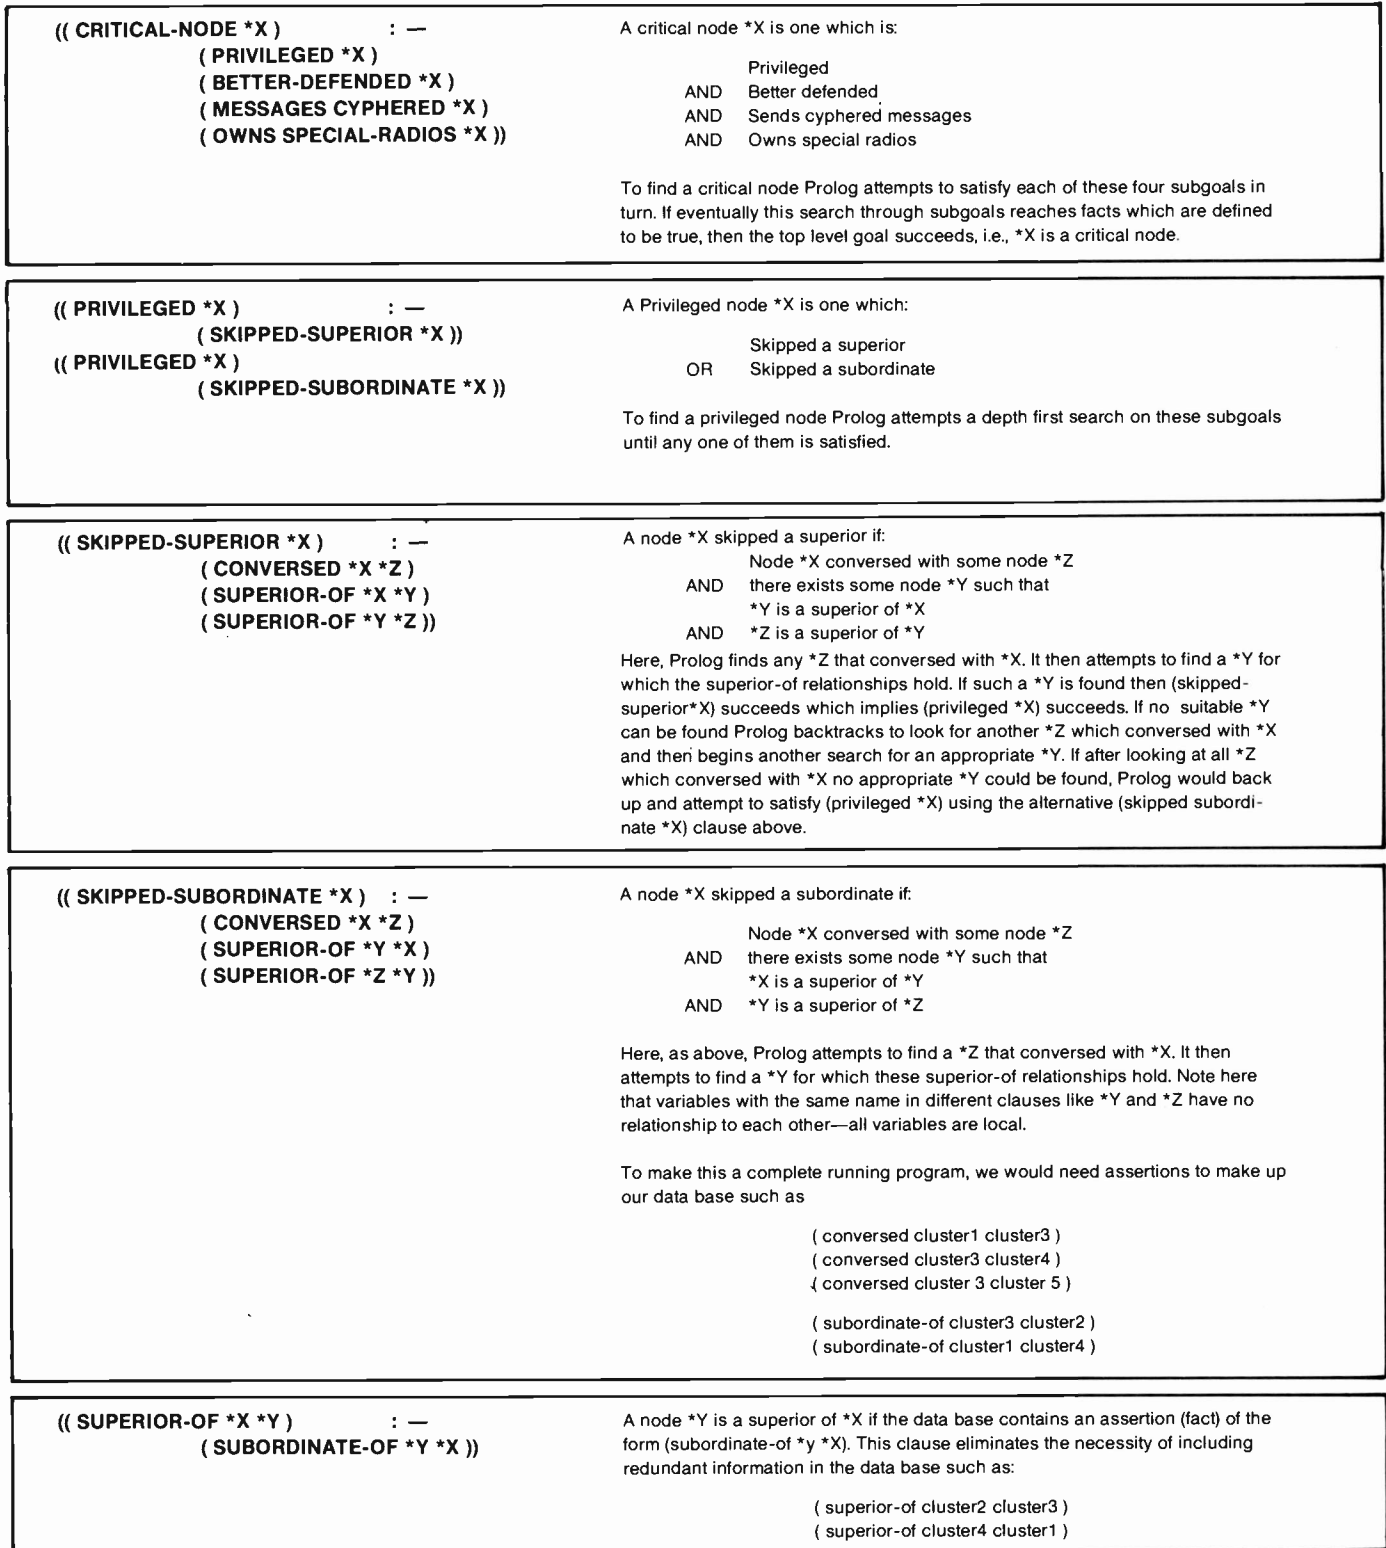 (( CRITICAL-NODE *X ) : —
( PRIVILEGED *X )
( BETTER-DEFENDED *X )
( MESSAGES CYPHERED *X )
( OWNS SPECIAL-RADIOS *X ))
A critical node *X is one which is:
Privileged
AND Better defended
AND Sends cyphered messages
AND Owns special radios
To find a critical node Prolog attempts to satisfy each of these four subgoals in
turn. If eventually this search through subgoals reaches facts which are defined
to be true, then the top level goal succeeds, i.e., *X is a critical node.
(( PRIVILEGED *X ) : —
( SKIPPED-SUPERIOR *X ))
(( PRIVILEGED *X )
( SKIPPED-SUBORDINATE *X ))
A Privileged node *X is one which:
Skipped a superior
OR Skipped a subordinate
To find a privileged node Prolog attempts a depth first search on these subgoals
until any one of them is satisfied.
(( SKIPPED-SUPERIOR *X ) : —
( CONVERSED *X *Z )
( SUPERIOR-OF *X *Y )
( SUPERIOR-OF *Y *Z ))
A node *X skipped a superior if:
Node *X conversed with some node *Z
AND there exists some node *Y such that
*Y is a superior of *X
AND *Z is a superior of *Y
Here, Prolog finds any *Z that conversed with *X. It then attempts to find a *Y for
which the superior-of relationships hold. If such a *Y is found then (skipped-
superior*X) succeeds which implies (privileged *X) succeeds. If no suitable *Y
can be found Prolog backtracks to look for another *Z which conversed with *X
and then begins another search for an appropriate *Y. If after looking at all *Z
which conversed with *X no appropriate *Y could be found, Prolog would back
up and attempt to satisfy (privileged *X) using the alternative (skipped subordi-
nate *X) clause above.
(( SKIPPED-SUBORDINATE *X ) : —
( CONVERSED *X *Z )
( SUPERIOR-OF *Y *X )
( SUPERIOR-OF *Z *Y ))
A node *X skipped a subordinate if:
Node *X conversed with some node *Z
AND there exists some node *Y such that
*X is a superior of *Y
AND *Y is a superior of *Z
Here, as above, Prolog attempts to find a *Z that conversed with *X. It then
attempts to find a *Y for which these superior-of relationships hold. Note here
that variables with the same name in different clauses like *Y and *Z have no
relationship to each other—all variables are local.
To make this a complete running program, we would need assertions to make up
our data base such as
( conversed cluster1 cluster3 )
( conversed cluster3 cluster4 )
( conversed cluster 3 cluster 5 )
( subordinate-of cluster3 cluster2 )
( subordinate-of cluster1 cluster4 )
(( SUPERIOR-OF *X *Y ) : —
( SUBORDINATE-OF *Y *X ))
A node *Y is a superior of *X if the data base contains an assertion (fact) of the
form (subordinate-of *y *X). This clause eliminates the necessity of including
redundant information in the data base such as:
( superior-of cluster2 cluster3 )
( superior-of cluster4 cluster1 )